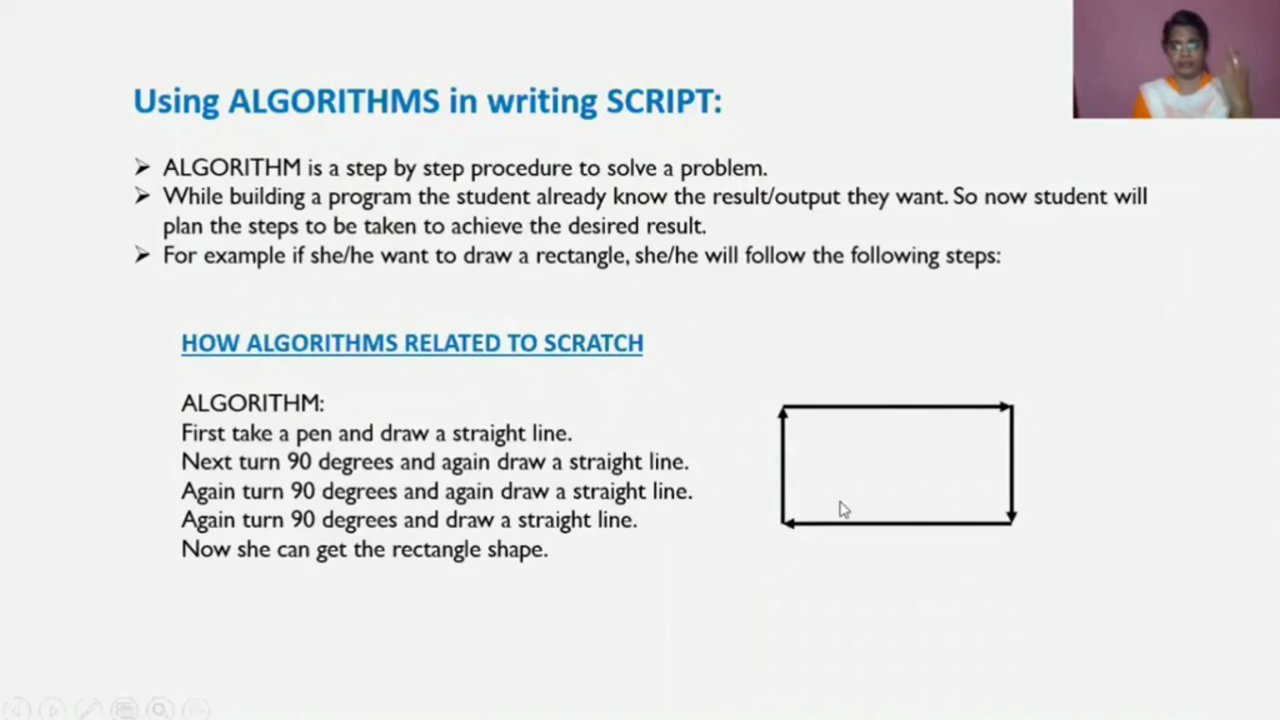 Using ALGORITHMS in writing SCRIPT:
ALGORITHM is a step by step procedure to solve a problem.
While building a program the student already know the result/output they want. So now student will
plan the steps to be taken to achieve the desired result.
For example if she/he want to draw a rectangle, she/he will follow the following steps:
HOW ALGORITHMS RELATED TO SCRATCH
ALGORITHM:
First take a pen and draw a straight line.
Next turn 90 degrees and again draw a straight line.
Again turn 90 degrees and again draw a straight line.
Again turn 90 degrees and draw a straight line.
Now she can get the rectangle shape.